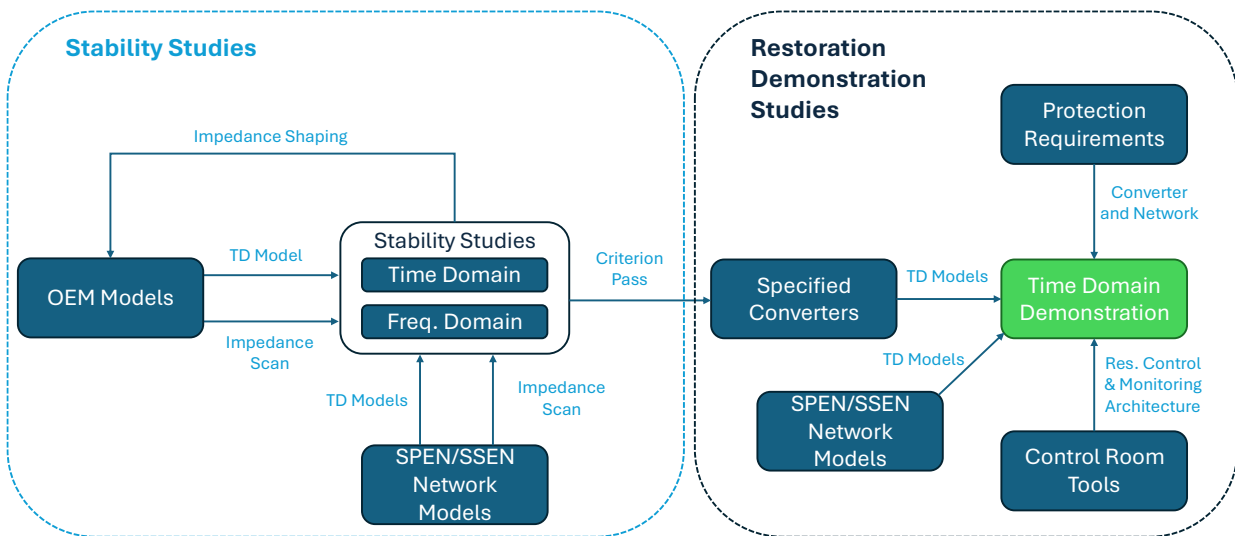 Stability Studies
Impedance Shaping
OEM Models
TD Model
Impedance
Scan
Stability Studies
Time Domain
Freq. Domain
TD Models
Impedance
Scan
SPEN/SSEN
Network
Models
Criterion
Pass
Restoration
Demonstration
Studies
Protection
Requirements
Converter
and Network
Specified
Converters
TD Models
Time Domain
Demonstration
TD Models
SPEN/SSEN
Network
Models
Res. Control
& Monitoring
Architecture
Control Room
Tools